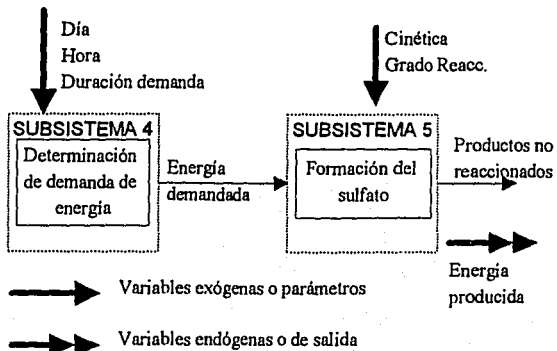 Día
Hora
Duración demanda
Cinética
Grado Reacc.
SUBSISTEMA 4
Determinación
de demanda de
energía
Energía
demandada
SUBSISTEMA 5
Formación del
sulfato
Productos no
reaccionados
Energía
producida
Variables exógenas o parámetros
Variables endógenas o de salida